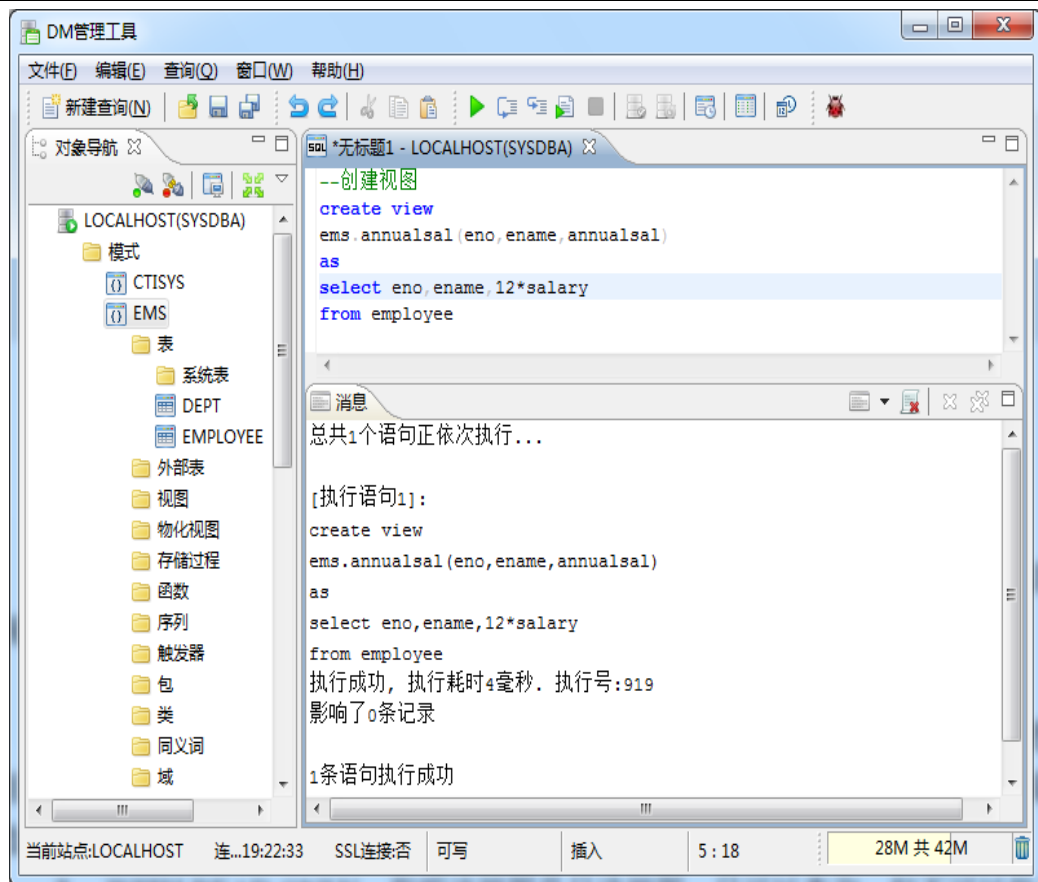 DM管理工具
文件(F) 编辑(E) 查询(Q) 窗口(W) 帮助(H)
新建查询(N)
对象导航
LOCALHOST(SYSDBA)
模式
CTISYS
EMS
表
系统表
DEPT
EMPLOYEE
外部表
视图
物化视图
存储过程
函数
序列
触发器
包
类
同义词
域
*无标题1 - LOCALHOST(SYSDBA)
--创建视图
create view
ems.annualsal(eno,ename,annualsal)
as
select eno,ename,12*salary
from employee
消息
总共1个语句正依次执行...
[执行语句1]:
create view
ems.annualsal(eno,ename,annualsal)
as
select eno,ename,12*salary
from employee
执行成功, 执行耗时4毫秒. 执行号:919
影响了0条记录
1条语句执行成功
当前站点:LOCALHOST 连...19:22:33 SSL连接:否 可写 插入 5 : 18 28M 共 42M